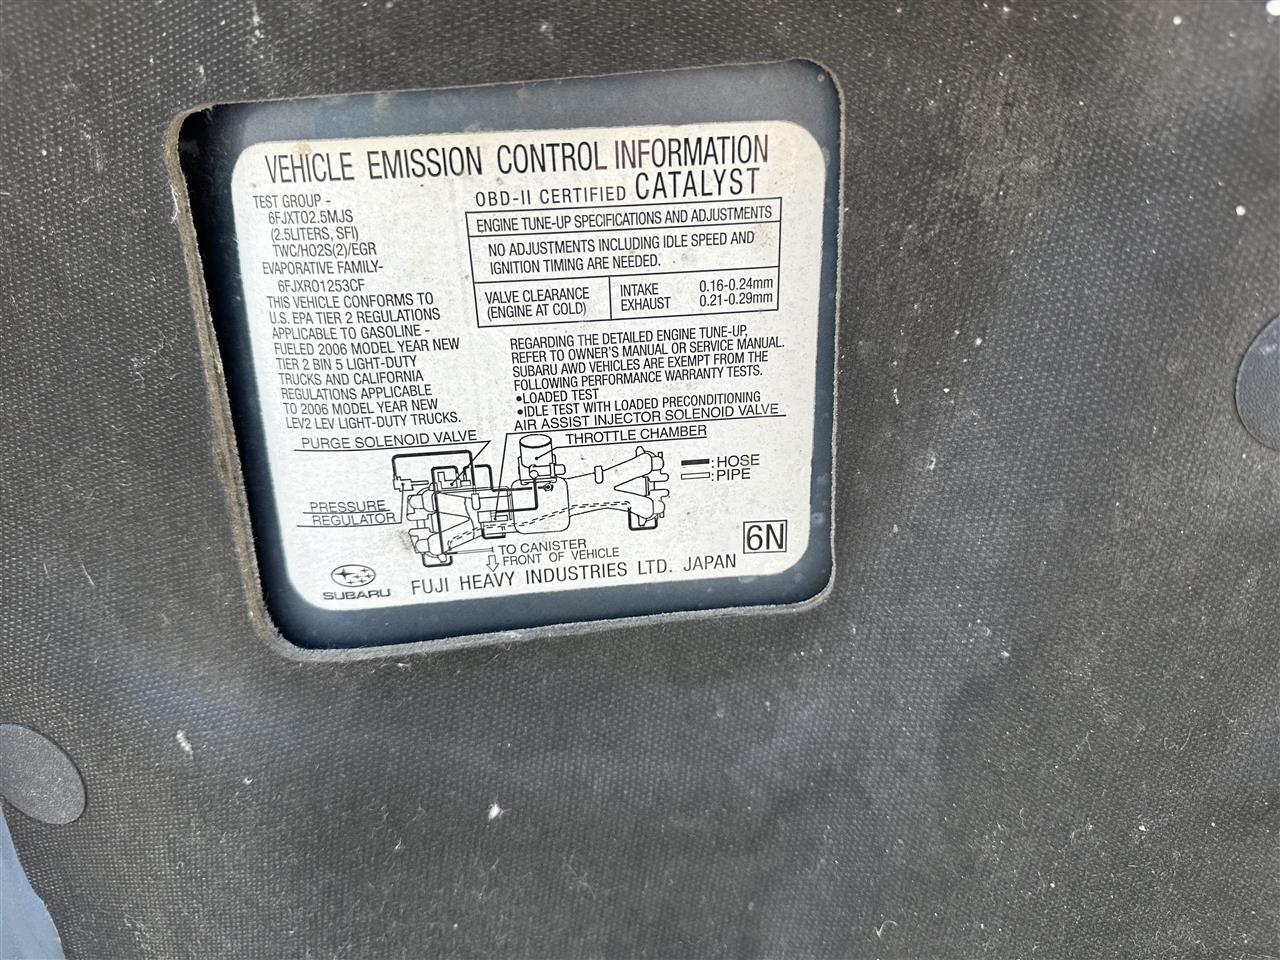 VEHICLE EMISSION CONTROL INFORMATION
OBD-II CERTIFIED CATALYST
TEST GROUP -
6FJXT02.5MJS
(2.5LITERS, SFI)
TWC/HO2S(2)/EGR
EVAPORATIVE FAMILY-
6FJXR01253CF
THIS VEHICLE CONFORMS TO
U.S. EPA TIER 2 REGULATIONS
APPLICABLE TO GASOLINE -
FUELED 2006 MODEL YEAR NEW
TIER 2 BIN 5 LIGHT-DUTY
TRUCKS AND CALIFORNIA
REGULATIONS APPLICABLE
TO 2006 MODEL YEAR NEW
LEV2 LEV LIGHT-DUTY TRUCKS.
ENGINE TUNE-UP SPECIFICATIONS AND ADJUSTMENTS
NO ADJUSTMENTS INCLUDING IDLE SPEED AND
IGNITION TIMING ARE NEEDED.
VALVE CLEARANCE
(ENGINE AT COLD)
INTAKE 0.16-0.24mm
EXHAUST 0.21-0.29mm
REGARDING THE DETAILED ENGINE TUNE-UP,
REFER TO OWNER'S MANUAL OR SERVICE MANUAL.
SUBARU AWD VEHICLES ARE EXEMPT FROM THE
FOLLOWING PERFORMANCE WARRANTY TESTS.
•LOADED TEST
•IDLE TEST WITH LOADED PRECONDITIONING
AIR ASSIST INJECTOR SOLENOID VALVE
PURGE SOLENOID VALVE
THROTTLE CHAMBER
:HOSE
:PIPE
PRESSURE
REGULATOR
TO CANISTER
FRONT OF VEHICLE
6N
SUBARU
FUJI HEAVY INDUSTRIES LTD. JAPAN